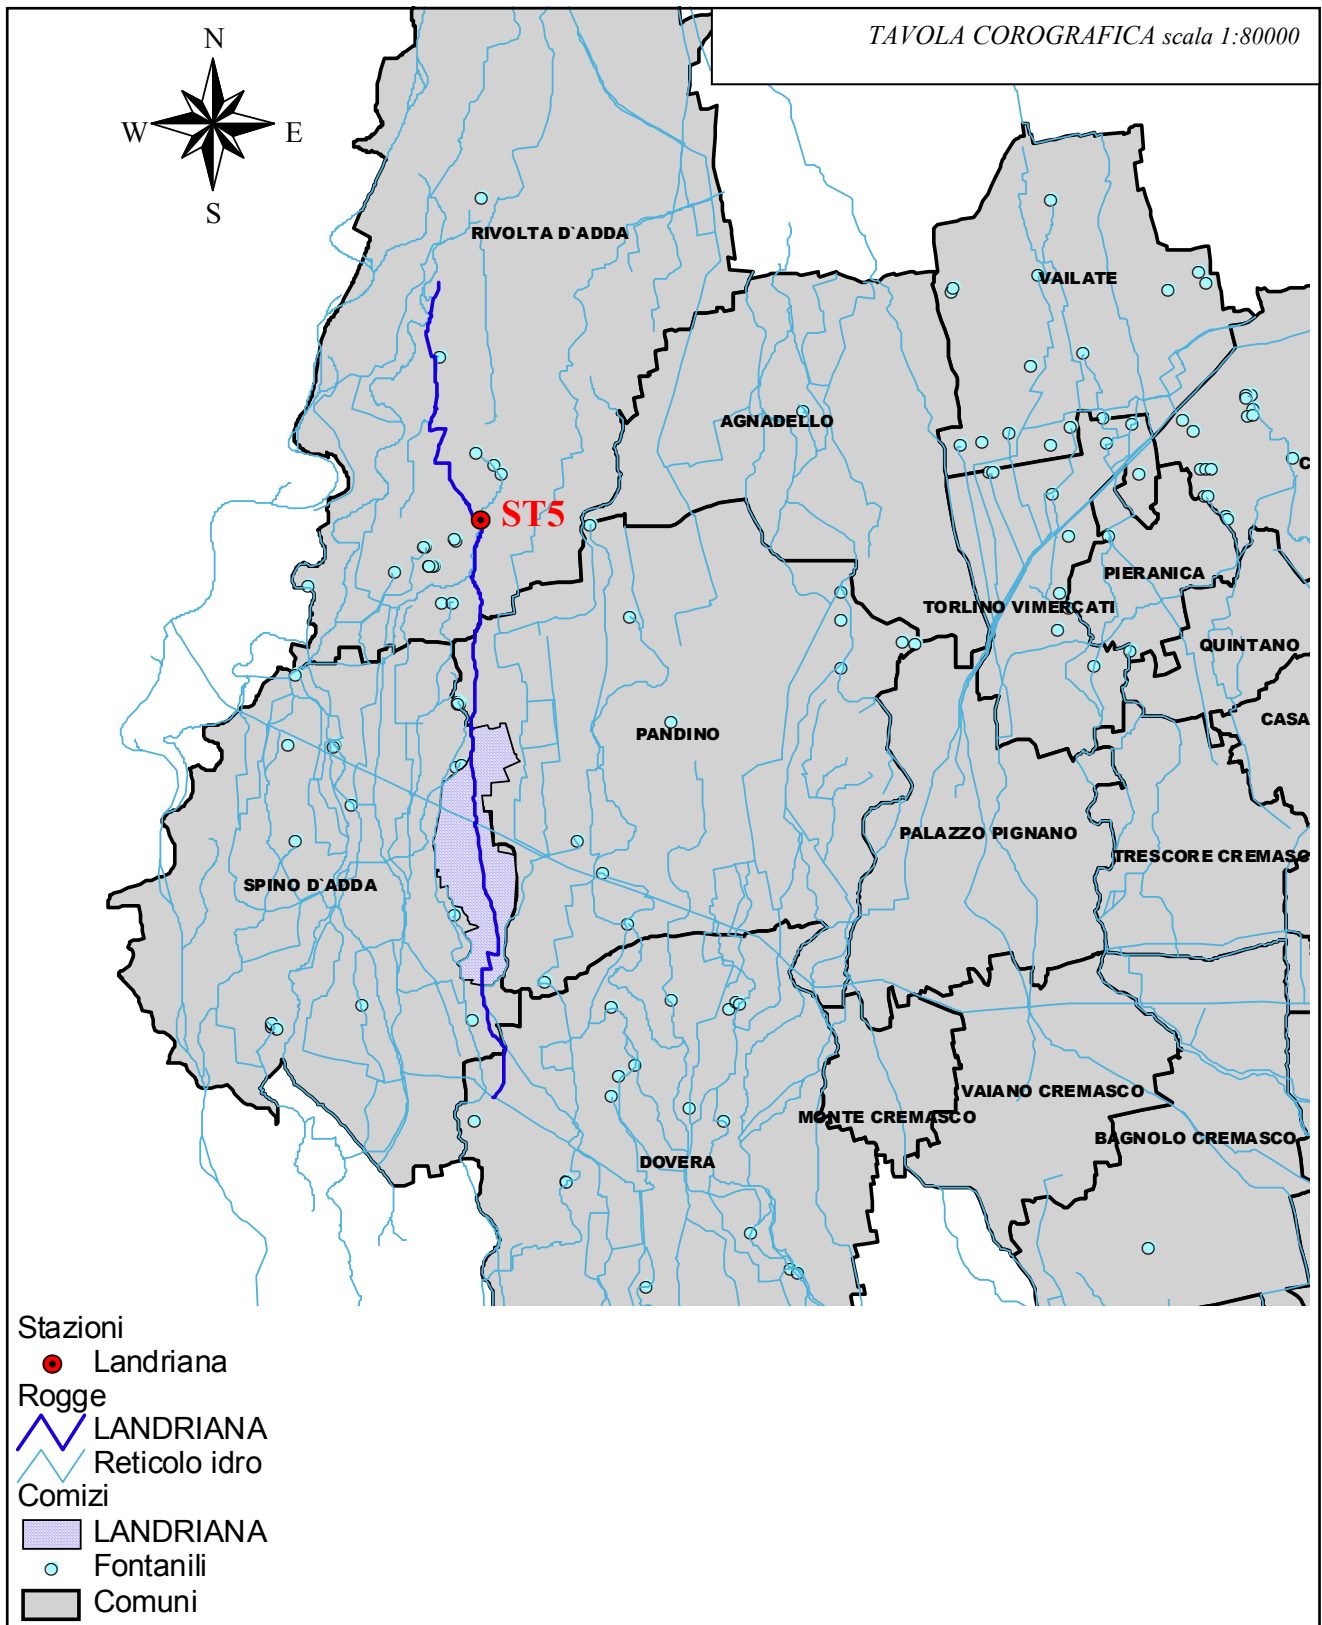 TAVOLA COROGRAFICA scala 1:80000
N
W E
S
RIVOLTA D`ADDA
VAILATE
AGNADELLO
C
ST5
PIERANICA
TORLINO VIMERCATI
QUINTANO
CASA
PANDINO
PALAZZO PIGNANO
TRESCORE CREMASC
SPINO D`ADDA
VAIANO CREMASCO
MONTE CREMASCO
BAGNOLO CREMASCO
DOVERA
Stazioni
Landriana
Rogge
LANDRIANA
Reticolo idro
Comizi
LANDRIANA
Fontanili
Comuni